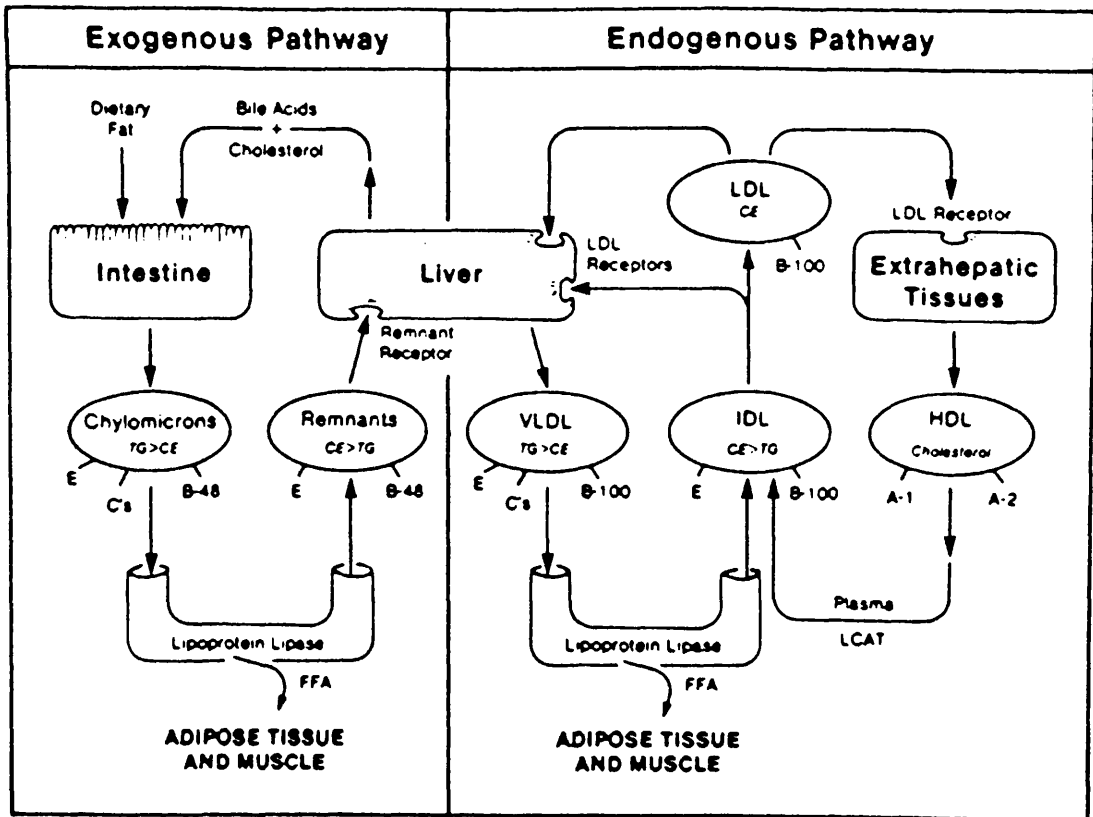 Exogenous Pathway
Endogenous Pathway
Dietary
Fat
Bile Acids
+
Cholesterol
Intestine
Liver
Remnant
Receptor
LDL
Receptors
LDL
CE
B-100
LDL Receptor
Extrahepatic
Tissues
Chylomicrons
TG>CE
E
C's
B-48
Remnants
CE>TG
E
B-48
VLDL
TG>CE
E
C's
B-100
IDL
CE>TG
E
B-100
HDL
Cholesterol
A-1
A-2
Lipoprotein Lipase
FFA
ADIPOSE TISSUE
AND MUSCLE
Lipoprotein Lipase
FFA
ADIPOSE TISSUE
AND MUSCLE
Plasma
LCAT